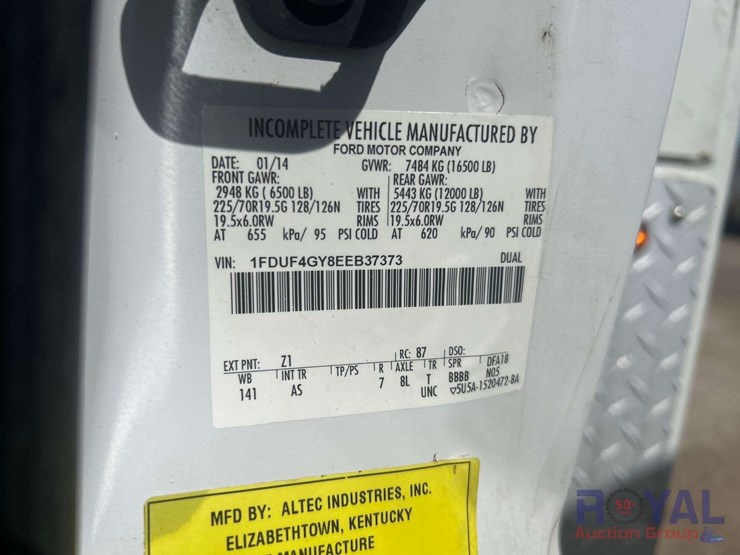 INCOMPLETE VEHICLE MANUFACTURED BY
FORD MOTOR COMPANY
DATE: 01/14 GVWR: 7484 KG (16500 LB)
FRONT GAWR: REAR GAWR:
2948 KG ( 6500 LB) WITH 5443 KG (12000 LB) WITH
225/70R19.5G 128/126N TIRES 225/70R19.5G 128/126N TIRES
19.5x6.0RW RIMS 19.5x6.0RW RIMS
AT 655 kPa/ 95 PSI COLD AT 620 kPa/ 90 PSI COLD
VIN: 1FDUF4GY8EEB37373 DUAL
EXT PNT: Z1 RC: 87 DSO:
WB INT TR TP/PS R AXLE TR SPR DFA18
141 AS 7 8L T BBBB N05
UNC 5U5A-1520472-BA
MFD BY: ALTEC INDUSTRIES, INC.
ELIZABETHTOWN, KENTUCKY
MANUFACTURE
ROYAL
50
Auction Group